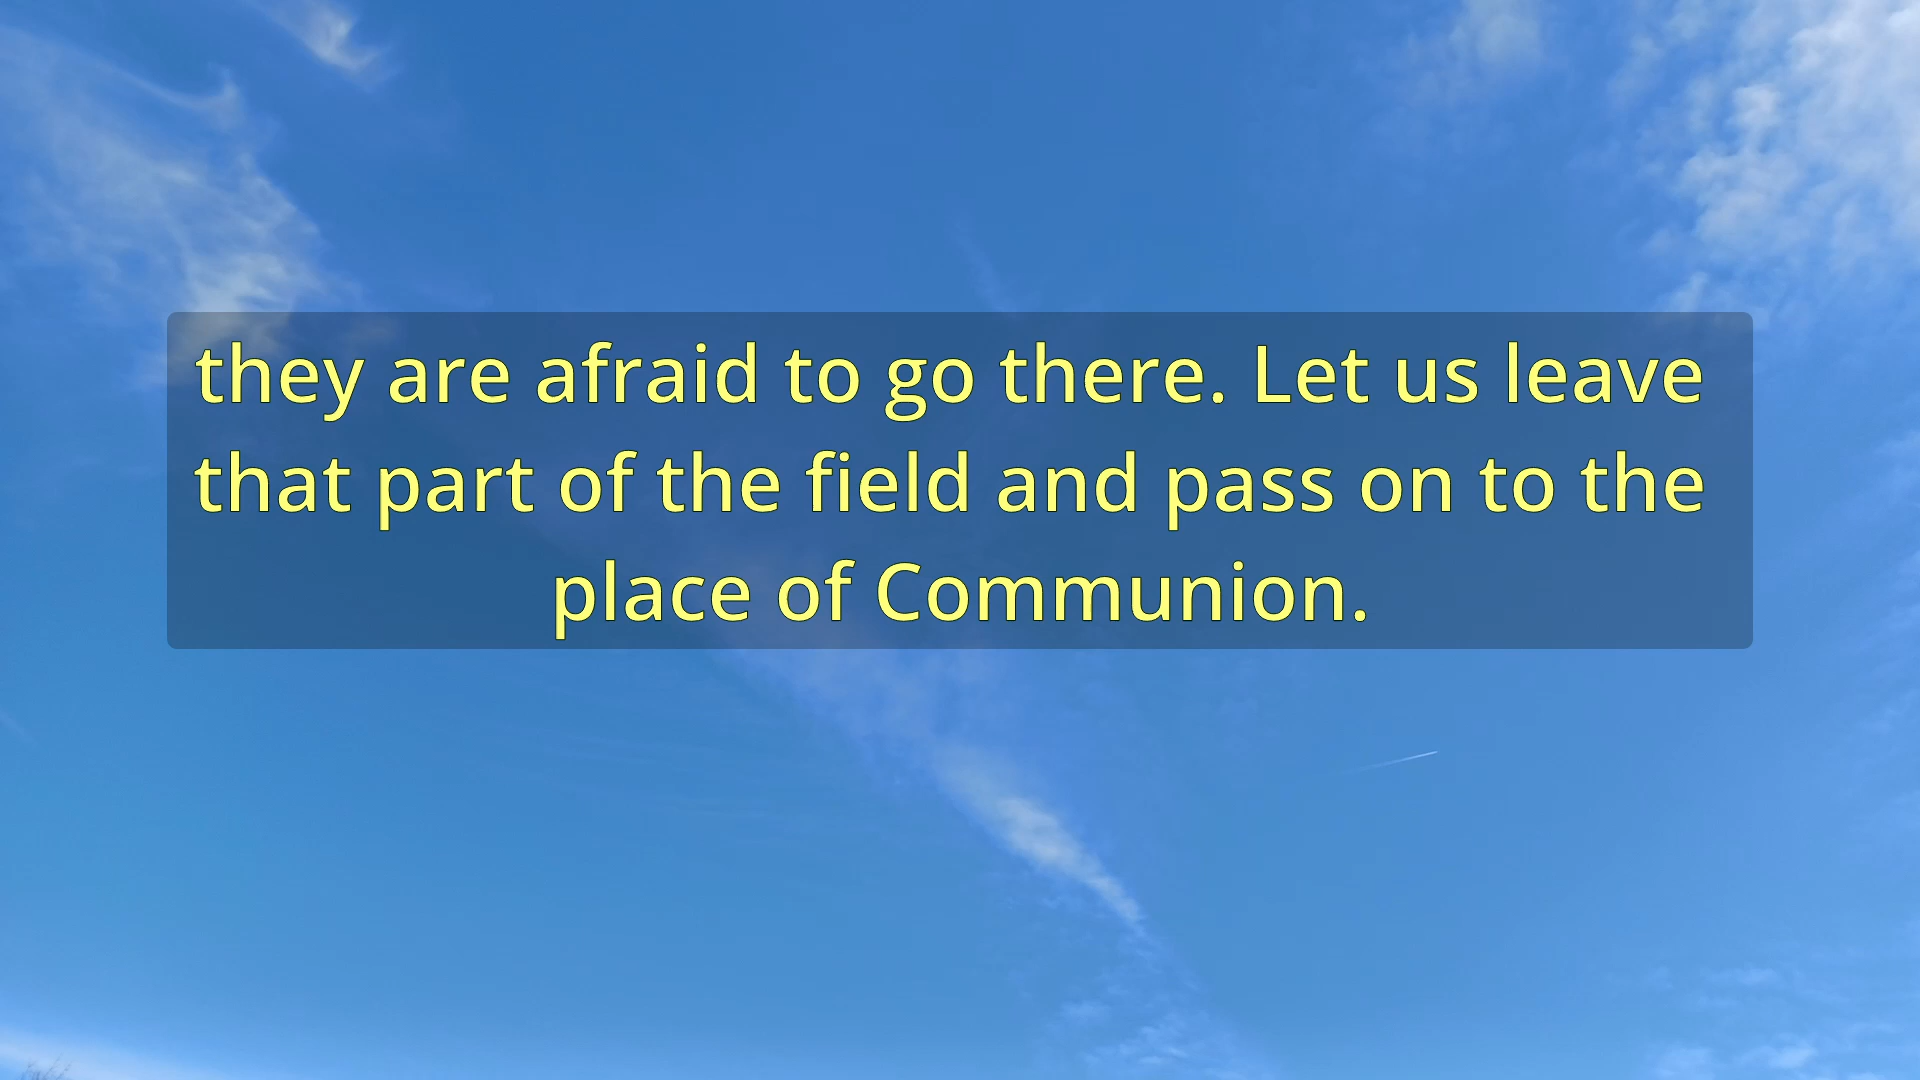 they are afraid to go there. Let us leave
that part of the field and pass on to the
place of Communion.